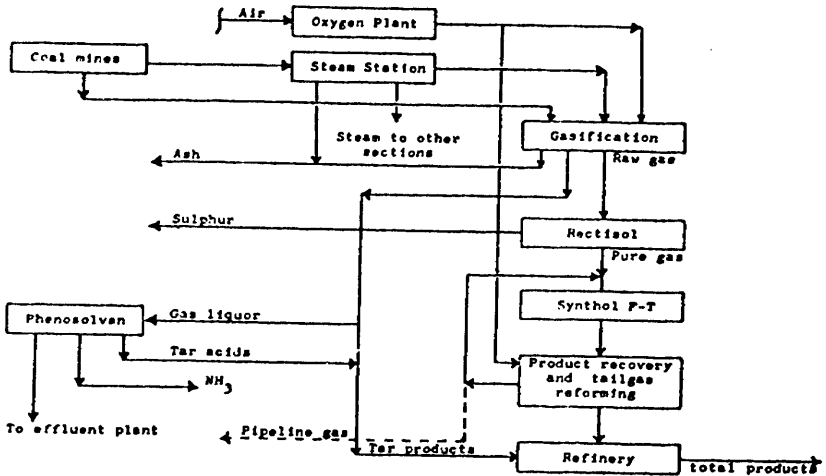 Air
Oxygen Plant
Coal mines
Steam Station
Steam to other
sections
Gasification
Ash
Raw gas
Sulphur
Rectisol
Pure gas
Synthol F-T
Phenosolvan
Gas liquor
Tar acids
NH3
Product recovery
and tailgas
reforming
To effluent plant
Pipeline gas
Tar products
Refinery
total products